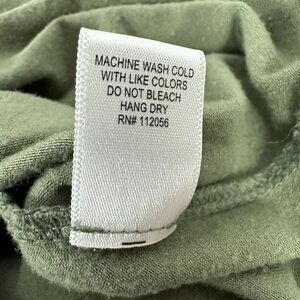 MACHINE WASH COLD
WITH LIKE COLORS
DO NOT BLEACH
HANG DRY
RN# 112056